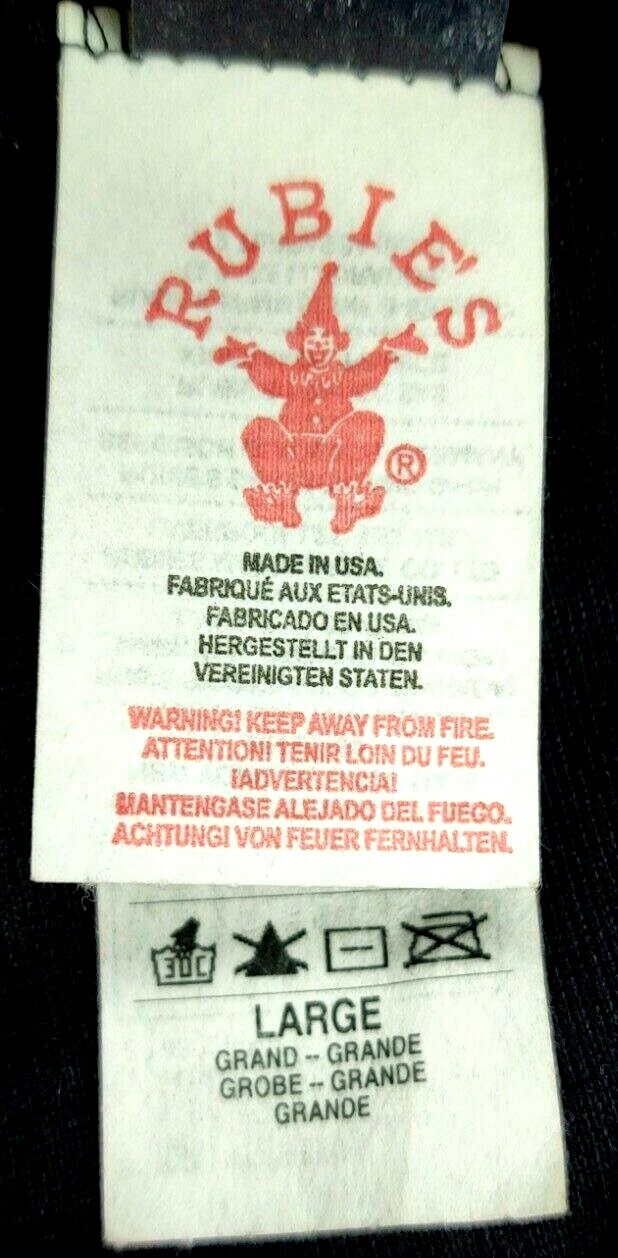 RUBIE'S
®
MADE IN USA.
FABRIQUÉ AUX ETATS-UNIS.
FABRICADO EN USA.
HERGESTELLT IN DEN
VEREINIGTEN STATEN.
WARNING! KEEP AWAY FROM FIRE.
ATTENTION! TENIR LOIN DU FEU.
¡ADVERTENCIA!
MANTENGASE ALEJADO DEL FUEGO.
ACHTUNG! VON FEUER FERNHALTEN.
30C
LARGE
GRAND -- GRANDE
GROBE -- GRANDE
GRANDE